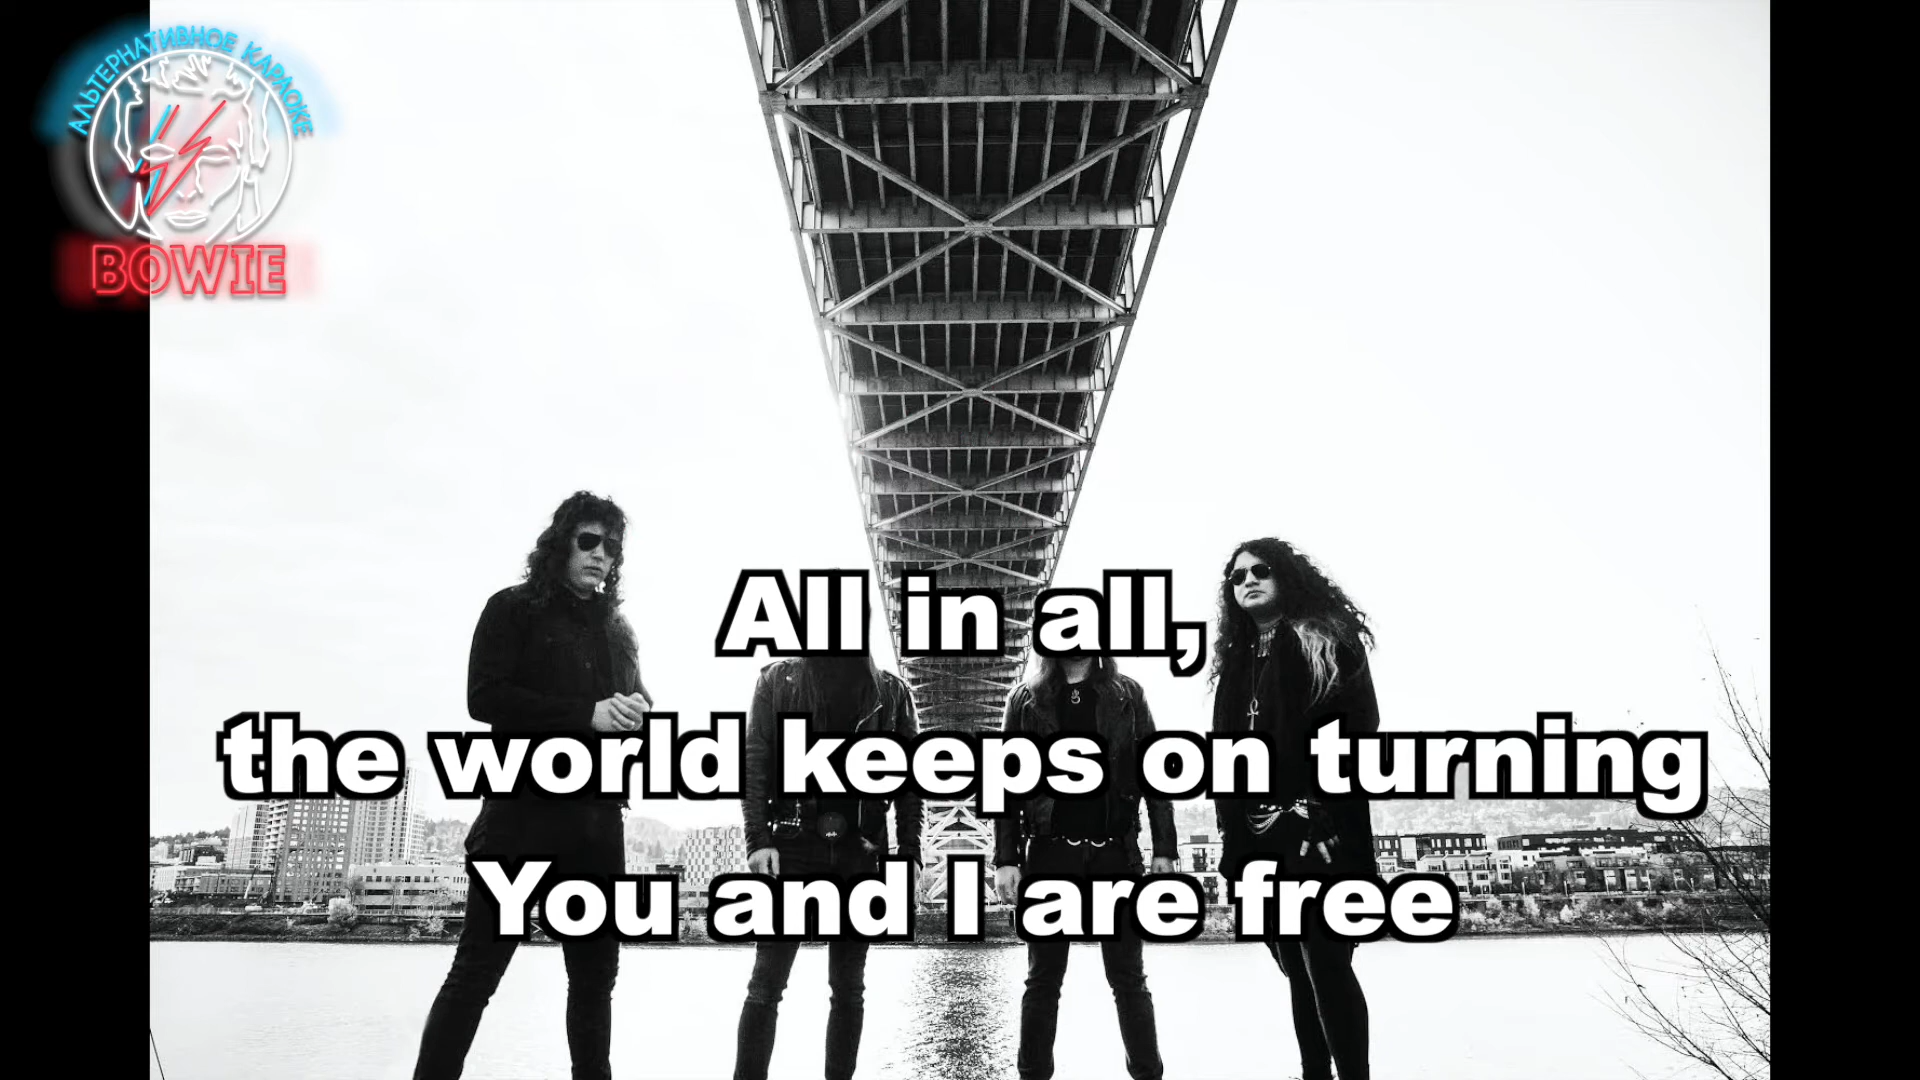 АЛЬТЕРНАТИВНОЕ КАРАОКЕ
BOWIE
All in all,
the world keeps on turning
You and I are free